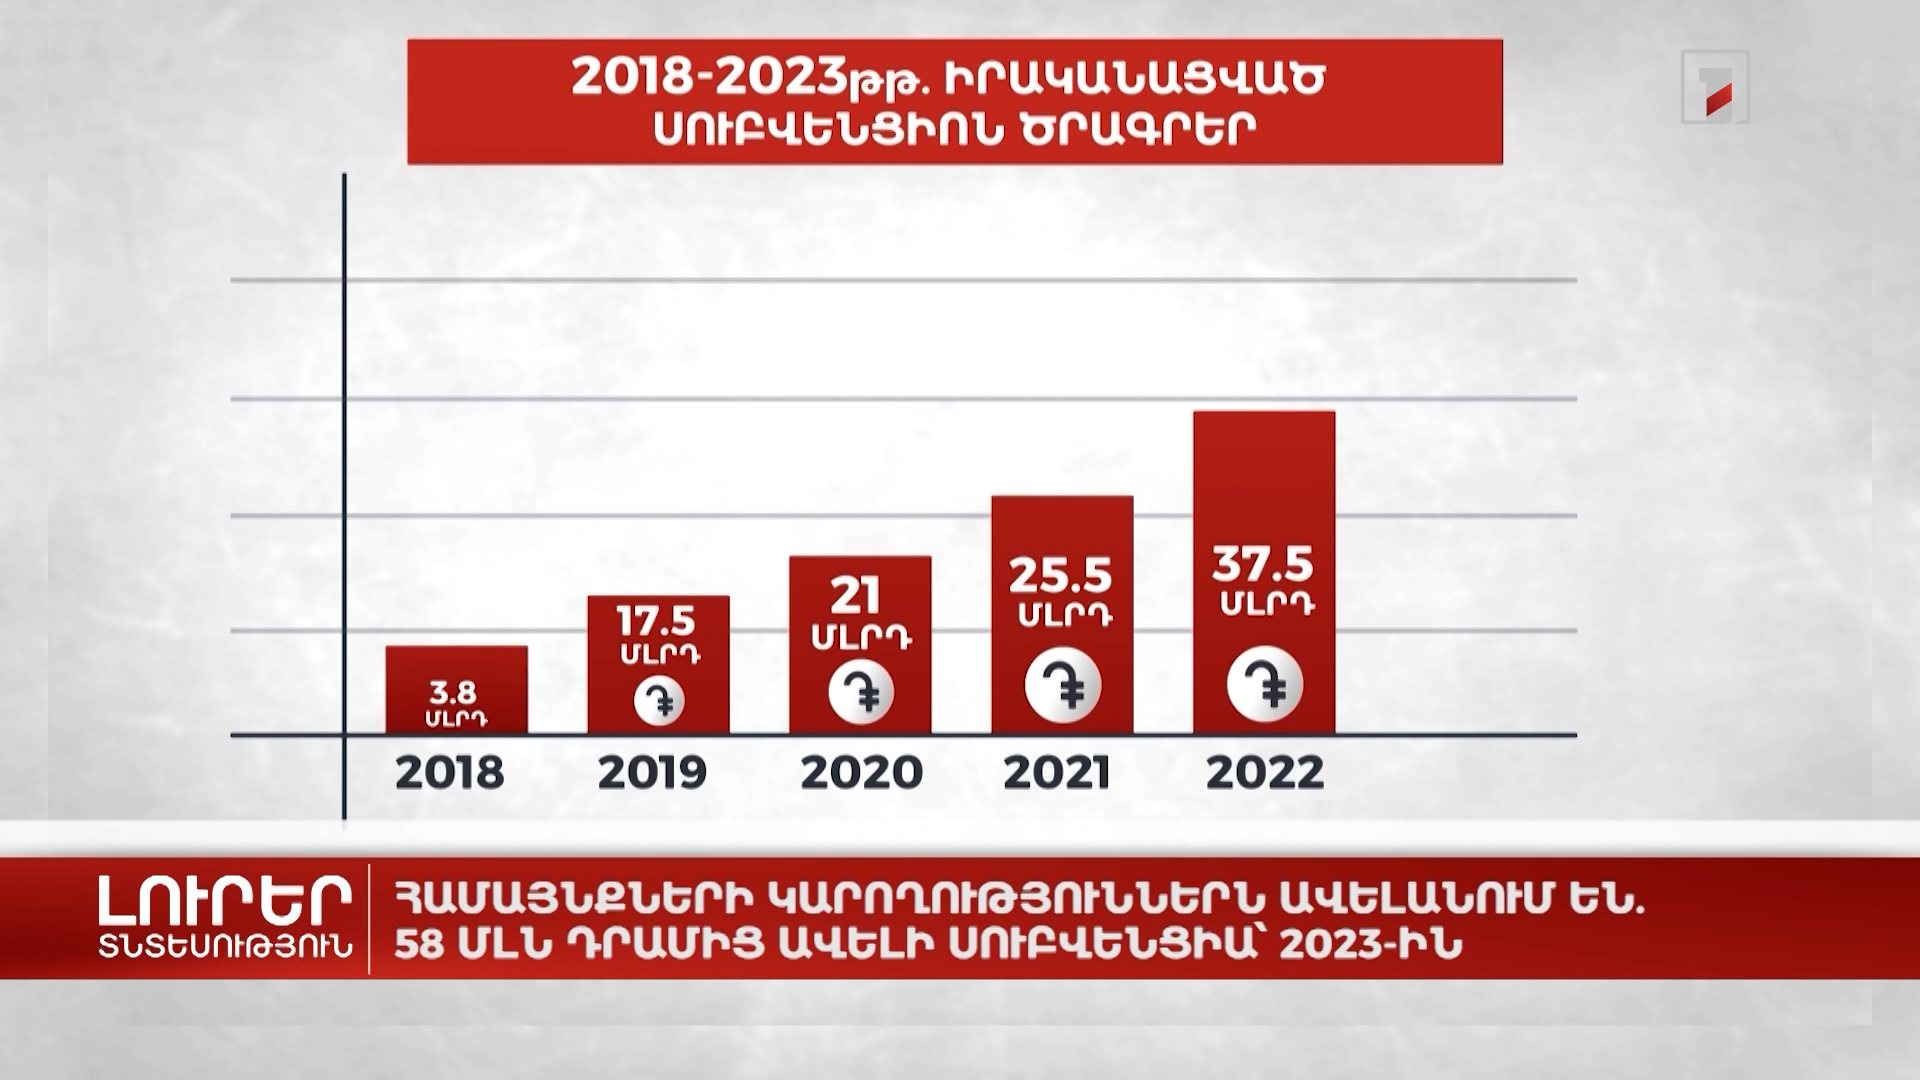 2018-2023թթ. ԻՐԱԿԱՆԱՑՎԱԾ
ՍՈՒԲՎԵՆՑԻՈՆ ԾՐԱԳՐԵՐ
3.8
ՄԼՐԴ
17.5
ՄԼՐԴ
֏
21
ՄԼՐԴ
֏
25.5
ՄԼՐԴ
֏
37.5
ՄԼՐԴ
֏
2018 2019 2020 2021 2022
ԼՈՒՐԵՐ
ՏՆՏԵՍՈՒԹՅՈՒՆ
ՀԱՄԱՅՆՔՆԵՐԻ ԿԱՐՈՂՈՒԹՅՈՒՆՆԵՐՆ ԱՎԵԼԱՆՈՒՄ ԵՆ.
58 ՄԼՆ ԴՐԱՄԻՑ ԱՎԵԼԻ ՍՈՒԲՎԵՆՑԻԱ՝ 2023-ԻՆ